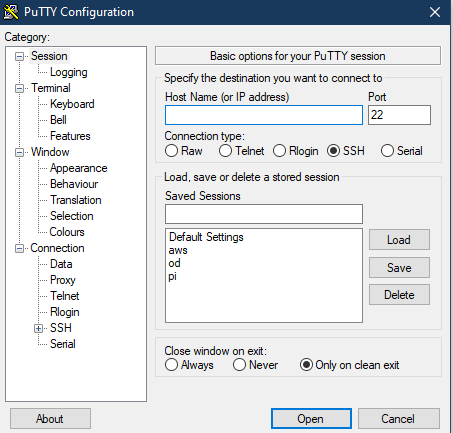 PuTTY Configuration
Category:
Session
Logging
Terminal
Keyboard
Bell
Features
Window
Appearance
Behaviour
Translation
Selection
Colours
Connection
Data
Proxy
Telnet
Rlogin
SSH
Serial
Basic options for your PuTTY session
Specify the destination you want to connect to
Host Name (or IP address) Port
22
Connection type:
Raw Telnet Rlogin SSH Serial
Load, save or delete a stored session
Saved Sessions
Default Settings
aws
od
pi
Load
Save
Delete
Close window on exit:
Always Never Only on clean exit
About Open Cancel